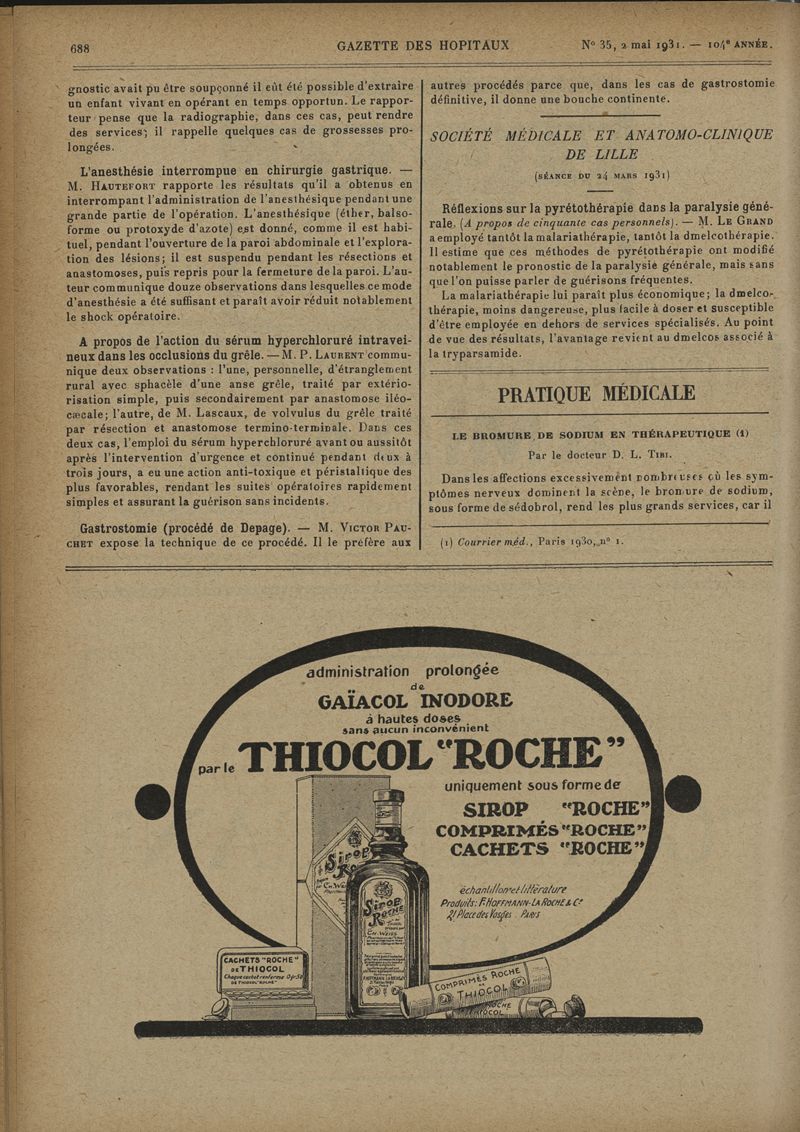 688
GAZETTE DES HOPITAUX
N° 35, 2 mai 1931. — 104e ANNÉE.
gnostic avait pu être soupçonné il eût été possible d'extraire
un enfant vivant en opérant en temps opportun. Le rappor-
teur pense que la radiographie, dans ces cas, peut rendre
des services; il rappelle quelques cas de grossesses pro-
longées.
L'anesthésie interrompue en chirurgie gastrique. —
M. HAUTEFORT rapporte les résultats qu'il a obtenus en
interrompant l'administration de l'anesthésique pendant une
grande partie de l'opération. L'anesthésique (éther, balso-
forme ou protoxyde d'azote) est donné, comme il est habi-
tuel, pendant l'ouverture de la paroi abdominale et l'explora-
tion des lésions; il est suspendu pendant les résections et
anastomoses, puis repris pour la fermeture de la paroi. L'au-
teur communique douze observations dans lesquelles ce mode
d'anesthésie a été suffisant et paraît avoir réduit notablement
le shock opératoire.
A propos de l'action du sérum hyperchloruré intravei-
neux dans les occlusions du grêle. — M. P. LAURENT commu-
nique deux observations : l'une, personnelle, d'étranglement
rural avec sphacèle d'une anse grêle, traité par extério-
risation simple, puis secondairement par anastomose iléo-
cæcale; l'autre, de M. Lascaux, de volvulus du grêle traité
par résection et anastomose termino-terminale. Dans ces
deux cas, l'emploi du sérum hyperchloruré avant ou aussitôt
après l'intervention d'urgence et continué pendant deux à
trois jours, a eu une action anti-toxique et péristaltique des
plus favorables, rendant les suites opératoires rapidement
simples et assurant la guérison sans incidents.
Gastrostomie (procédé de Depage). — M. VICTOR PAU-
CHET expose la technique de ce procédé. Il le préfère aux
autres procédés parce que, dans les cas de gastrostomie
définitive, il donne une bouche continente.
SOCIÉTÉ MÉDICALE ET ANATOMO-CLINIQUE
DE LILLE
(SÉANCE DU 24 MARS 1931)
Réflexions sur la pyrétothérapie dans la paralysie géné-
rale. (A propos de cinquante cas personnels). — M. LE GRAND
a employé tantôt la malariathérapie, tantôt la dmelcothérapie.
Il estime que ces méthodes de pyrétothérapie ont modifié
notablement le pronostic de la paralysie générale, mais sans
que l'on puisse parler de guérisons fréquentes.
La malariathérapie lui paraît plus économique; la dmelco-
thérapie, moins dangereuse, plus facile à doser et susceptible
d'être employée en dehors de services spécialisés. Au point
de vue des résultats, l'avantage revient au dmelcos associé à
la tryparsamide.
PRATIQUE MÉDICALE
LE BROMURE DE SODIUM EN THÉRAPEUTIQUE (1)
Par le docteur D. L. TIBI.
Dans les affections excessivement nombreuses où les symp-
tômes nerveux dominent la scène, le bromure de sodium,
sous forme de sédobrol, rend les plus grands services, car il
(1) Courrier méd., Paris 1930, n° 1.
administration prolongée
de
GAÏACOL INODORE
à hautes doses
sans aucun inconvénient
par le THIOCOL "ROCHE"
uniquement sous forme de
SIROP "ROCHE"
COMPRIMÉS "ROCHE"
CACHETS "ROCHE"
échantillon et littérature
Produits: F. HOFFMANN-LA ROCHE & Cie
21 Place des Vosges. Paris
Sirop
Sirop
Roche
CH. WEISS
CACHETS "ROCHE"
DE THIOCOL
Chaque cachet renferme 0gr.50
DE THIOCOL "ROCHE"
COMPRIMÉS ROCHE
THIOCOL
ROCHE
THIOCOL